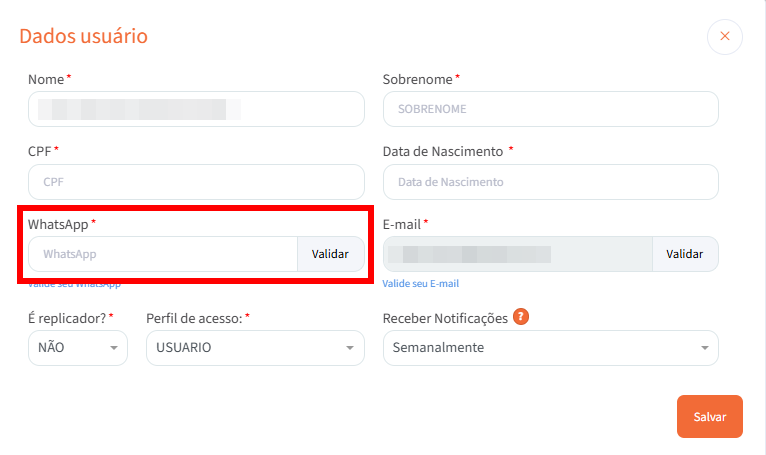 Dados usuário
Nome *
Sobrenome *
SOBRENOME
CPF *
Data de Nascimento *
CPF
Data de Nascimento
WhatsApp *
E-mail *
WhatsApp
Validar
Validar
Valide seu WhatsApp
Valide seu E-mail
É replicador? *
Perfil de acesso: *
Receber Notificações ?
NÃO
USUARIO
Semanalmente
Salvar